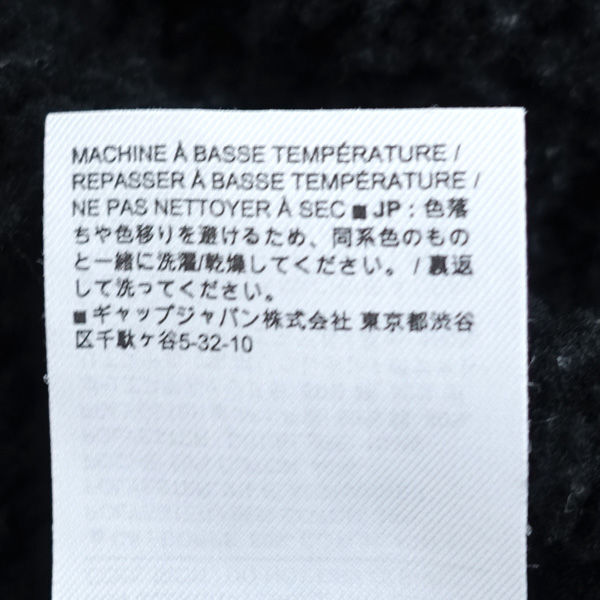 MACHINE À BASSE TEMPÉRATURE /
REPASSER À BASSE TEMPÉRATURE /
NE PAS NETTOYER À SEC ■ JP : 色落
ちや色移りを避けるため、同系色のもの
と一緒に洗濯/乾燥してください。 / 裏返
して洗ってください。
■ギャップジャパン株式会社 東京都渋谷
区千駄ケ谷5-32-10